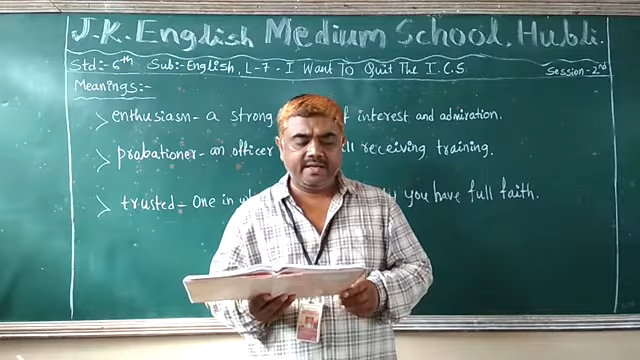 J.K. English Medium School, Hubli.
Std:- 6th Sub:- English, L-7- I Want To Quit The I.C.S Session-2nd
Meanings:-
enthusiasm - a strong of interest and admiration.
probationer - an officer receiving training.
trusted - One in you have full faith.